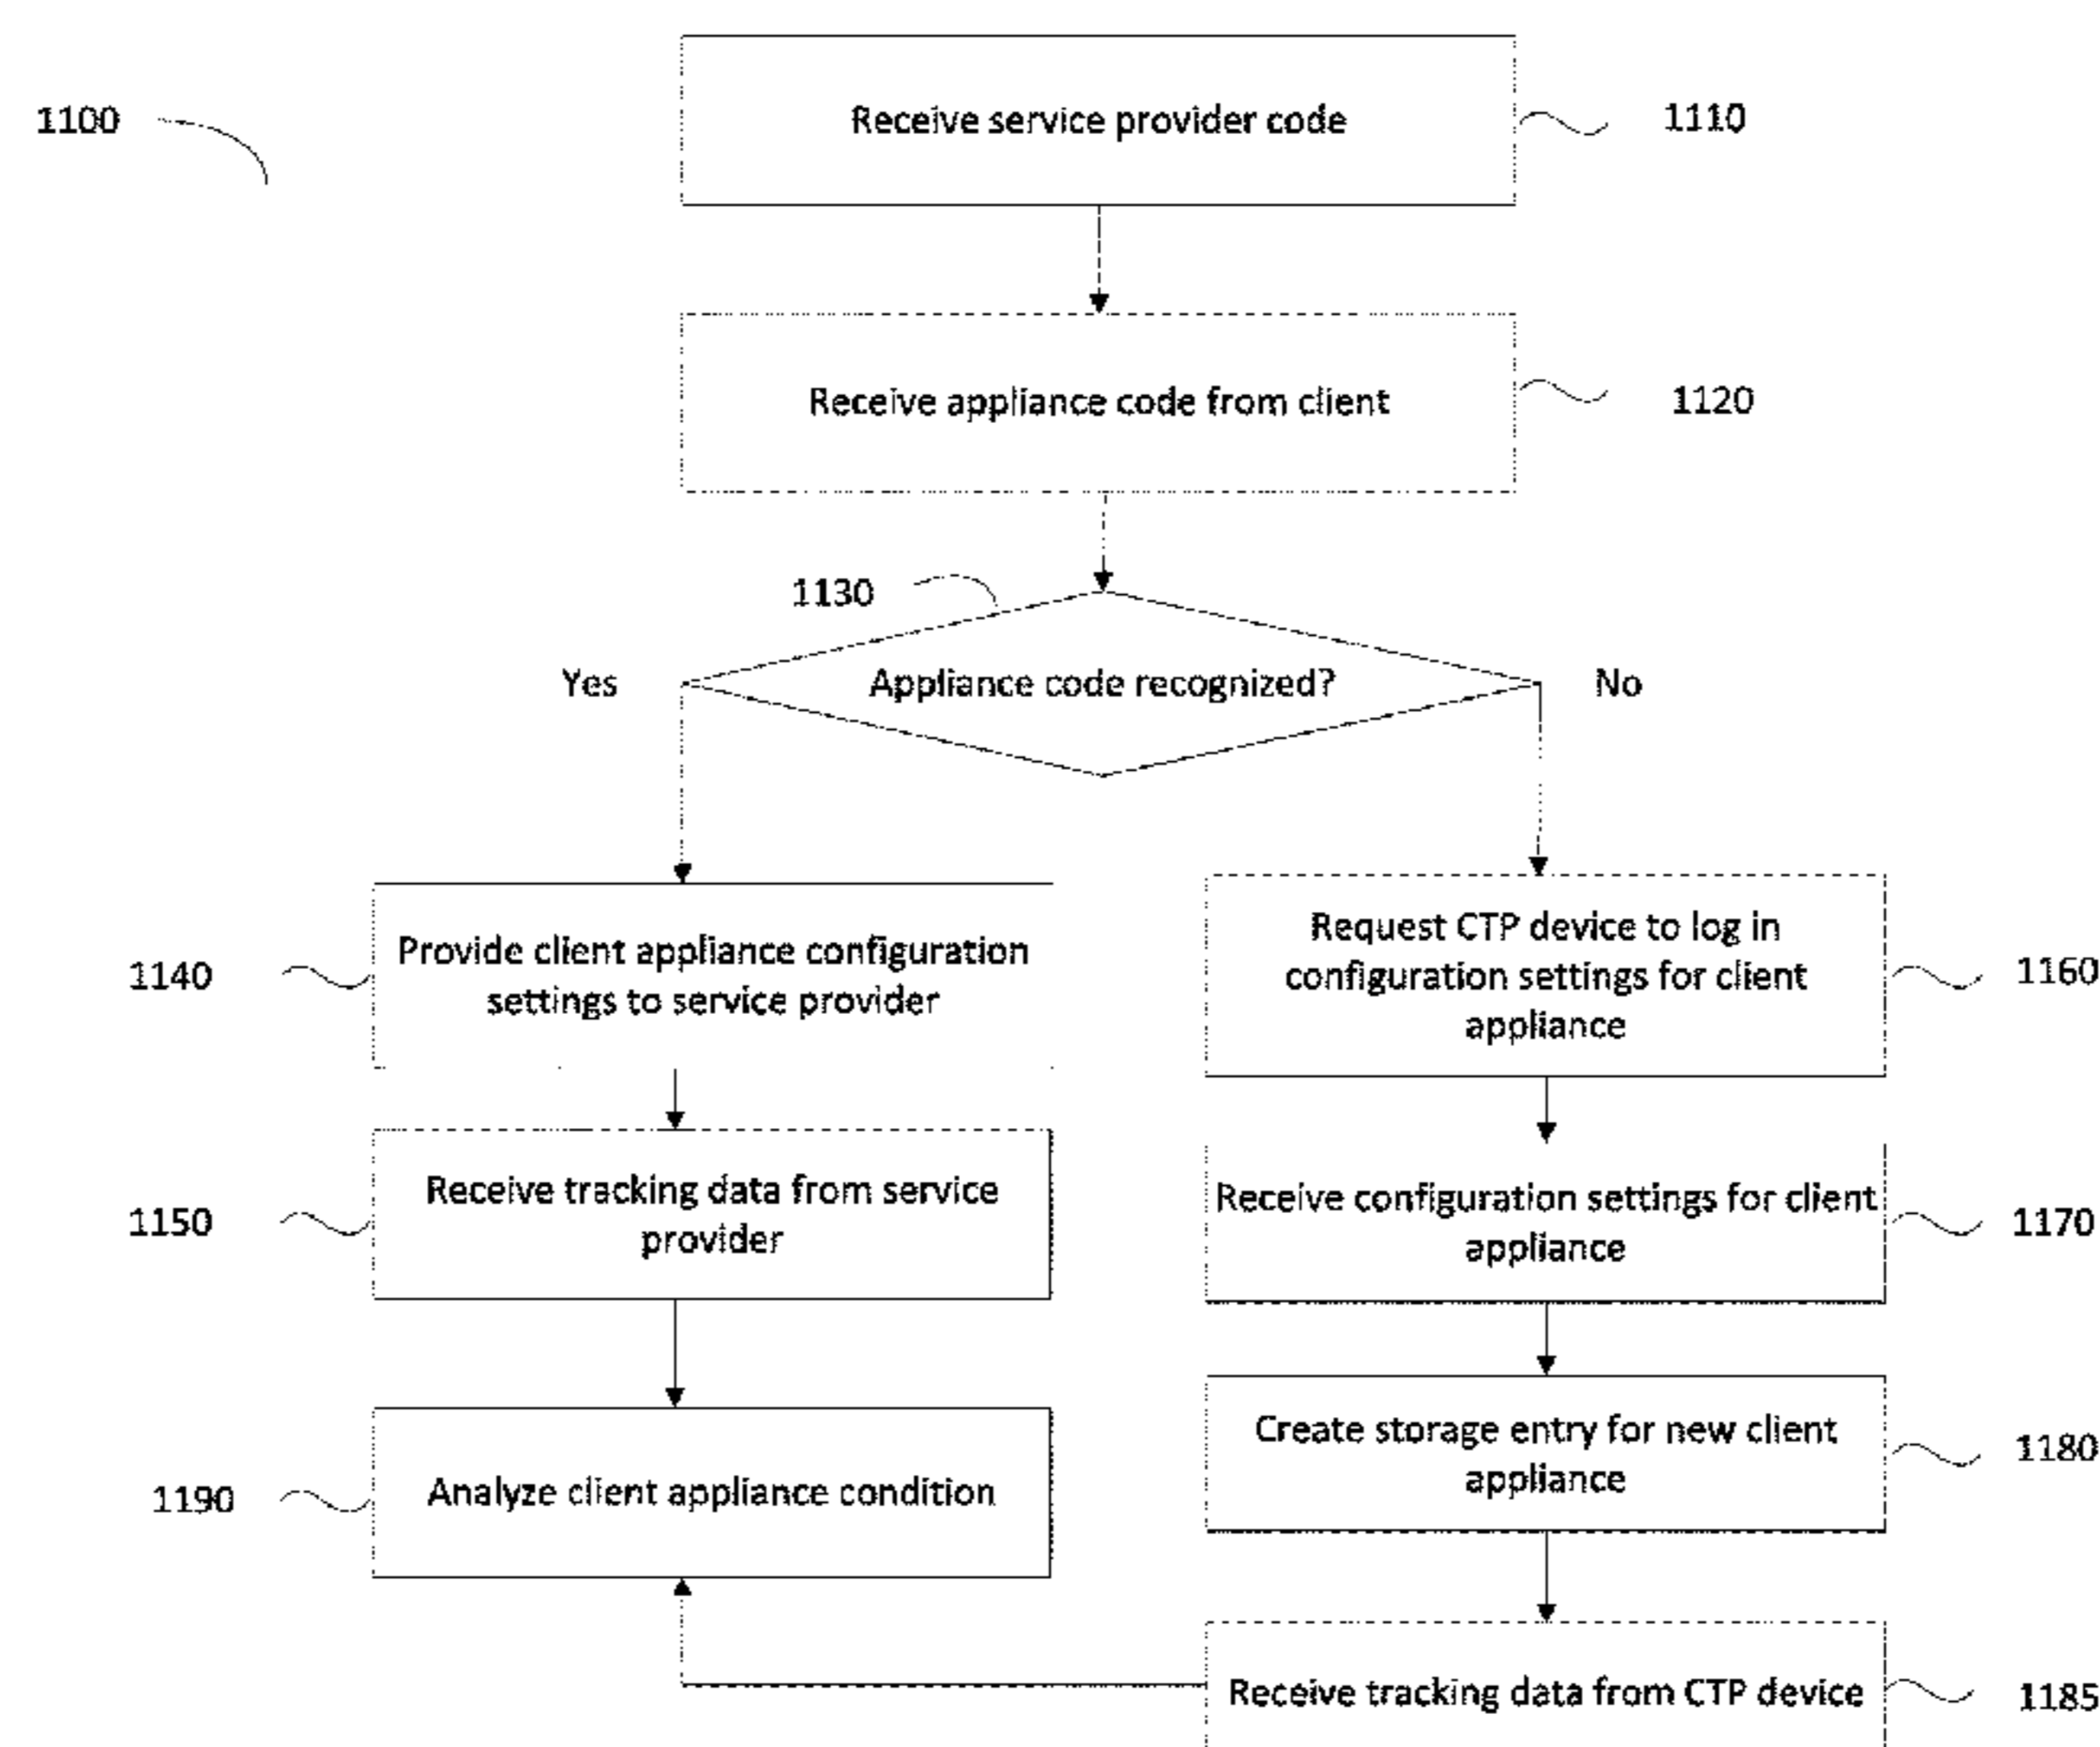 1100
Receive service provider code
1110
Receive appliance code from client
1120
1130
Yes
Appliance code recognized?
No
1140
Provide client appliance configuration
settings to service provider
Request CTP device to log in
configuration settings for client
appliance
1160
1150
Receive tracking data from service
provider
Receive configuration settings for client
appliance
1170
1190
Analyze client appliance condition
Create storage entry for new client
appliance
1180
Receive tracking data from CTP device
1185